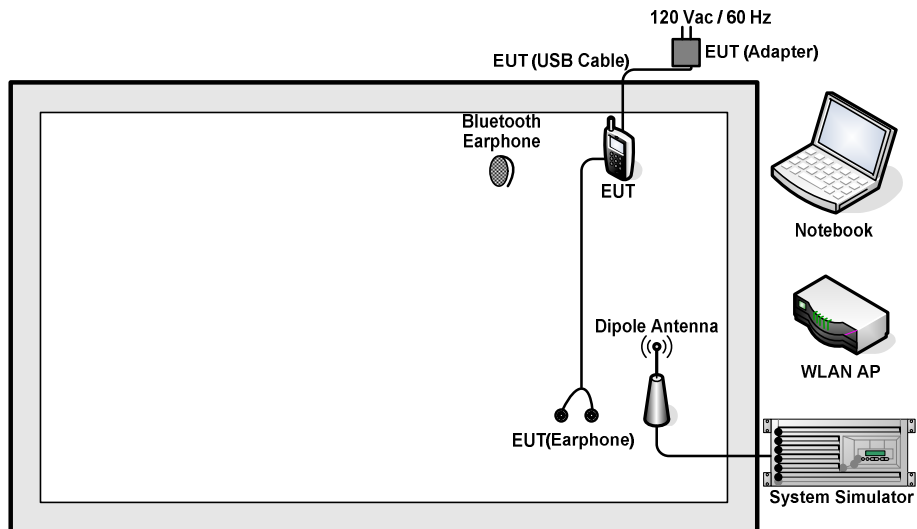 120 Vac / 60 Hz
EUT (Adapter)
EUT (USB Cable)
Bluetooth
Earphone
EUT
Notebook
Dipole Antenna
WLAN AP
EUT(Earphone)
System Simulator